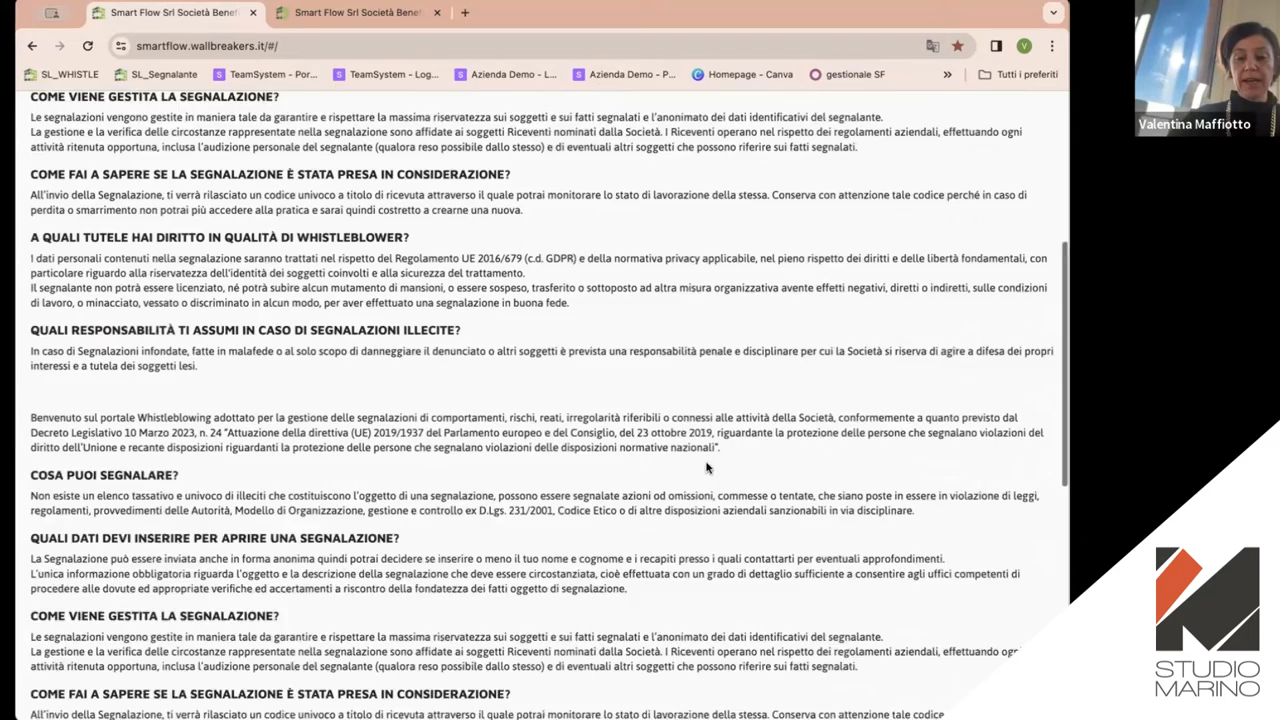 Smart Flow Srl Società Benef
Smart Flow Srl Società Benef
smartflow.wallbreakers.it/#/
V
SL_WHISTLE
SL_Segnalante
TeamSystem - Por...
TeamSystem - Log...
Azienda Demo - L...
Azienda Demo - P...
Homepage - Canva
gestionale SF
»
Tutti i preferiti
Valentina Maffiotto
COME VIENE GESTITA LA SEGNALAZIONE?
Le segnalazioni vengono gestite in maniera tale da garantire e rispettare la massima riservatezza sui soggetti e sui fatti segnalati e l'anonimato dei dati identificativi del segnalante.
La gestione e la verifica delle circostanze rappresentate nella segnalazione sono affidate ai soggetti Riceventi nominati dalla Società. I Riceventi operano nel rispetto dei regolamenti aziendali, effettuando ogni
attività ritenuta opportuna, inclusa l'audizione personale del segnalante (qualora reso possibile dallo stesso) e di eventuali altri soggetti che possono riferire sui fatti segnalati.
COME FAI A SAPERE SE LA SEGNALAZIONE È STATA PRESA IN CONSIDERAZIONE?
All'invio della Segnalazione, ti verrà rilasciato un codice univoco a titolo di ricevuta attraverso il quale potrai monitorare lo stato di lavorazione della stessa. Conserva con attenzione tale codice perché in caso di
perdita o smarrimento non potrai più accedere alla pratica e sarai quindi costretto a crearne una nuova.
A QUALI TUTELE HAI DIRITTO IN QUALITÀ DI WHISTLEBLOWER?
I dati personali contenuti nella segnalazione saranno trattati nel rispetto del Regolamento UE 2016/679 (c.d. GDPR) e della normativa privacy applicabile, nel pieno rispetto dei diritti e delle libertà fondamentali, con
particolare riguardo alla riservatezza dell'identità dei soggetti coinvolti e alla sicurezza del trattamento.
Il segnalante non potrà essere licenziato, né potrà subire alcun mutamento di mansioni, o essere sospeso, trasferito o sottoposto ad altra misura organizzativa avente effetti negativi, diretti o indiretti, sulle condizioni
di lavoro, o minacciato, vessato o discriminato in alcun modo, per aver effettuato una segnalazione in buona fede.
QUALI RESPONSABILITÀ TI ASSUMI IN CASO DI SEGNALAZIONI ILLECITE?
In caso di Segnalazioni infondate, fatte in malafede o al solo scopo di danneggiare il denunciato o altri soggetti è prevista una responsabilità penale e disciplinare per cui la Società si riserva di agire a difesa dei propri
interessi e a tutela dei soggetti lesi.
Benvenuto sul portale Whistleblowing adottato per la gestione delle segnalazioni di comportamenti, rischi, reati, irregolarità riferibili o connessi alle attività della Società, conformemente a quanto previsto dal
Decreto Legislativo 10 Marzo 2023, n. 24 "Attuazione della direttiva (UE) 2019/1937 del Parlamento europeo e del Consiglio, del 23 ottobre 2019, riguardante la protezione delle persone che segnalano violazioni del
diritto dell'Unione e recante disposizioni riguardanti la protezione delle persone che segnalano violazioni delle disposizioni normative nazionali".
COSA PUOI SEGNALARE?
Non esiste un elenco tassativo e univoco di illeciti che costituiscono l'oggetto di una segnalazione, possono essere segnalate azioni od omissioni, commesse o tentate, che siano poste in essere in violazione di leggi,
regolamenti, provvedimenti delle Autorità, Modello di Organizzazione, gestione e controllo ex D.Lgs. 231/2001, Codice Etico o di altre disposizioni aziendali sanzionabili in via disciplinare.
QUALI DATI DEVI INSERIRE PER APRIRE UNA SEGNALAZIONE?
La Segnalazione può essere inviata anche in forma anonima quindi potrai decidere se inserire o meno il tuo nome e cognome e i recapiti presso i quali contattarti per eventuali approfondimenti.
L'unica informazione obbligatoria riguarda l'oggetto e la descrizione della segnalazione che deve essere circostanziata, cioè effettuata con un grado di dettaglio sufficiente a consentire agli uffici competenti di
procedere alle dovute ed appropriate verifiche ed accertamenti a riscontro della fondatezza dei fatti oggetto di segnalazione.
COME VIENE GESTITA LA SEGNALAZIONE?
Le segnalazioni vengono gestite in maniera tale da garantire e rispettare la massima riservatezza sui soggetti e sui fatti segnalati e l'anonimato dei dati identificativi del segnalante.
La gestione e la verifica delle circostanze rappresentate nella segnalazione sono affidate ai soggetti Riceventi nominati dalla Società. I Riceventi operano nel rispetto dei regolamenti aziendali, effettuando og
attività ritenuta opportuna, inclusa l'audizione personale del segnalante (qualora reso possibile dallo stesso) e di eventuali altri soggetti che possono riferire sui fatti segnalati.
COME FAI A SAPERE SE LA SEGNALAZIONE È STATA PRESA IN CONSIDERAZIONE?
All'invio della Segnalazione, ti verrà rilasciato un codice univoco a titolo di ricevuta attraverso il quale potrai monitorare lo stato di lavorazione della stessa. Conserva con attenzione tale codice
STUDIO
MARINO